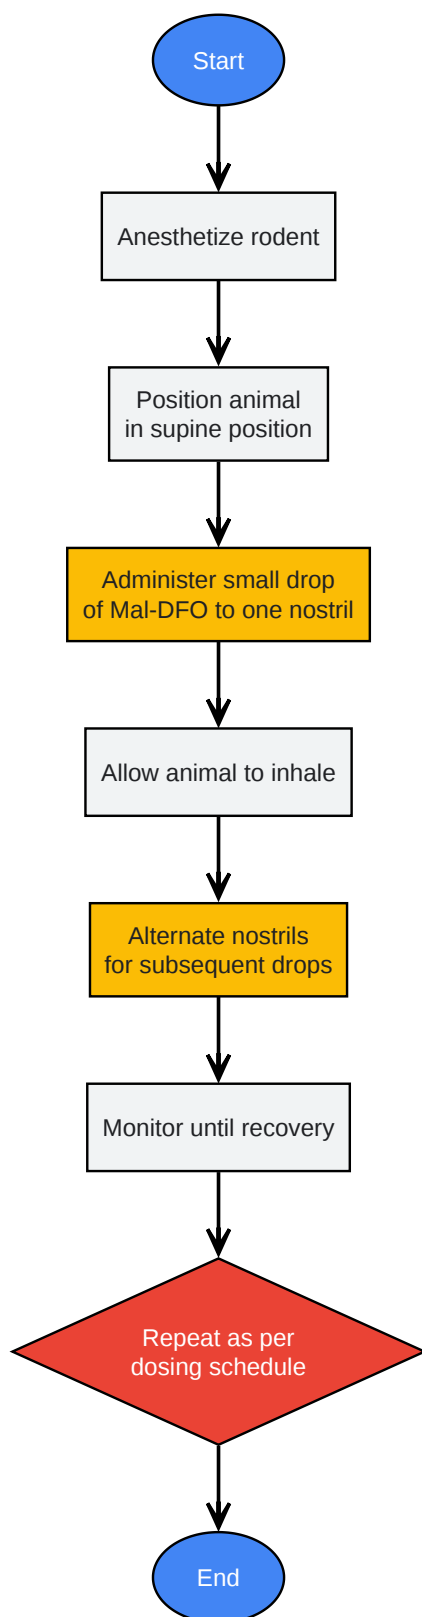 Start
Anesthetize rodent
Position animal
in supine position
Administer small drop
of Mal-DFO to one nostril
Allow animal to inhale
Alternate nostrils
for subsequent drops
Monitor until recovery
Repeat as per
dosing schedule
End